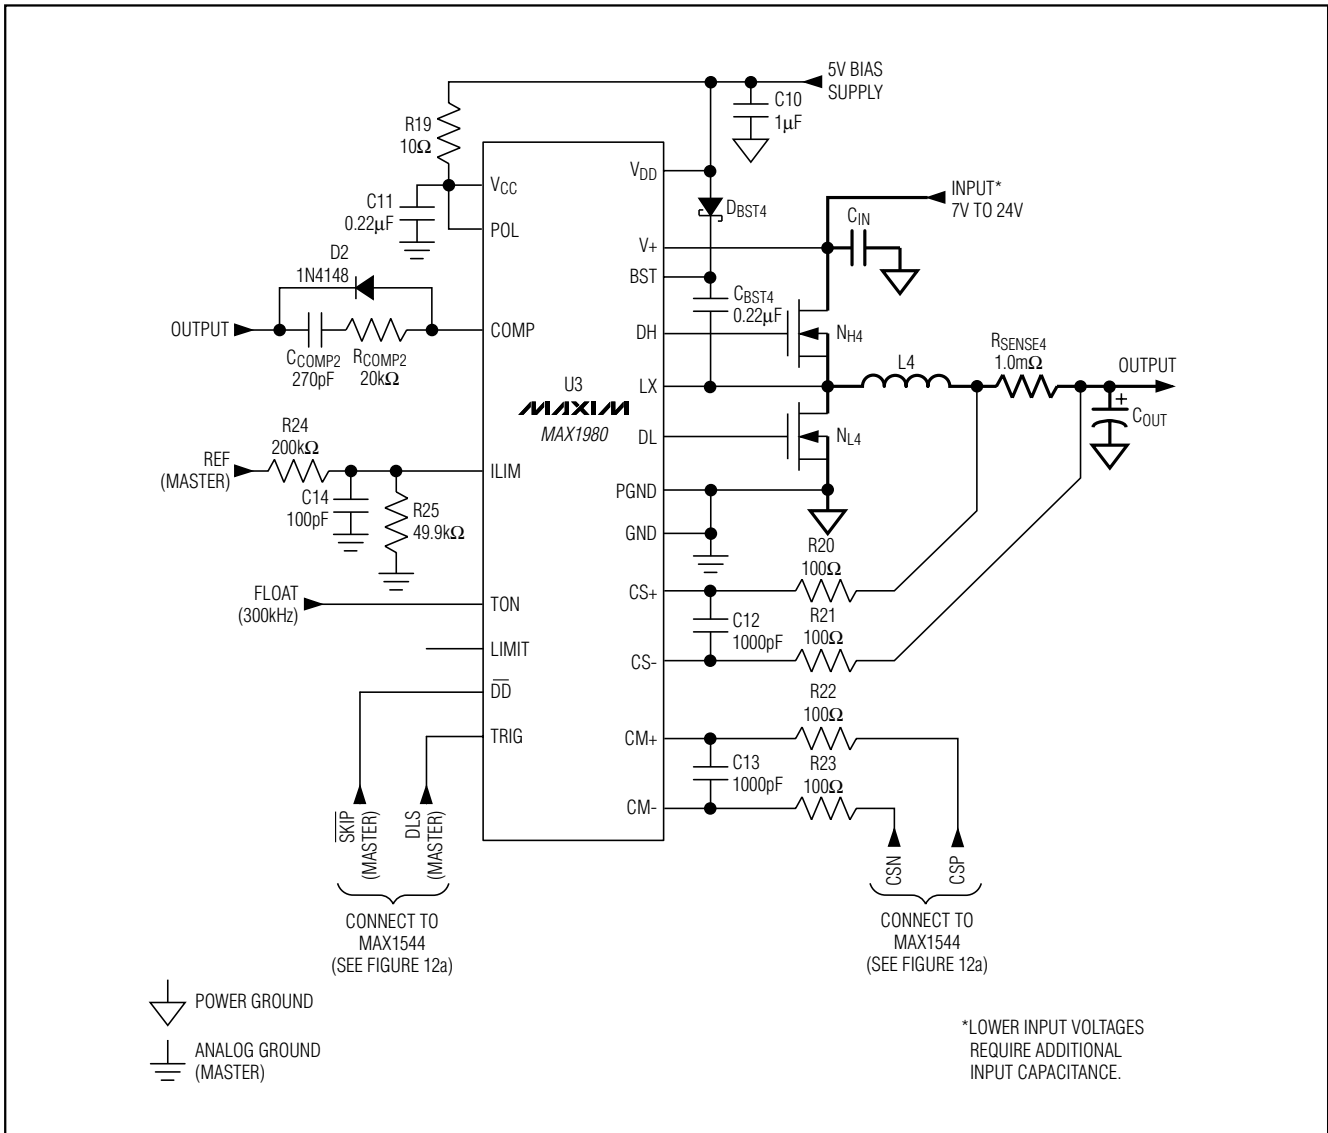 5V BIAS
SUPPLY
C10
1µF
R19
10Ω
VCC
C11
0.22µF
POL
VDD
DBST4
INPUT*
7V TO 24V
CIN
V+
BST
D2
1N4148
CBST4
0.22µF
OUTPUT
COMP
CCOMP2
270pF
RCOMP2
20kΩ
DH
NH4
RSENSE4
1.0mΩ
L4
OUTPUT
LX
U3
MAXIM
MAX1980
COUT
+
DL
NL4
R24
200kΩ
REF
(MASTER)
ILIM
C14
100pF
R25
49.9kΩ
PGND
GND
R20
100Ω
CS+
FLOAT
(300kHz)
TON
C12
1000pF
R21
100Ω
LIMIT
CS-
DD
R22
100Ω
TRIG
CM+
C13
1000pF
R23
100Ω
CM-
SKIP
(MASTER)
DLS
(MASTER)
CSN
CSP
CONNECT TO
MAX1544
(SEE FIGURE 12a)
CONNECT TO
MAX1544
(SEE FIGURE 12a)
POWER GROUND
ANALOG GROUND
(MASTER)
*LOWER INPUT VOLTAGES
REQUIRE ADDITIONAL
INPUT CAPACITANCE.